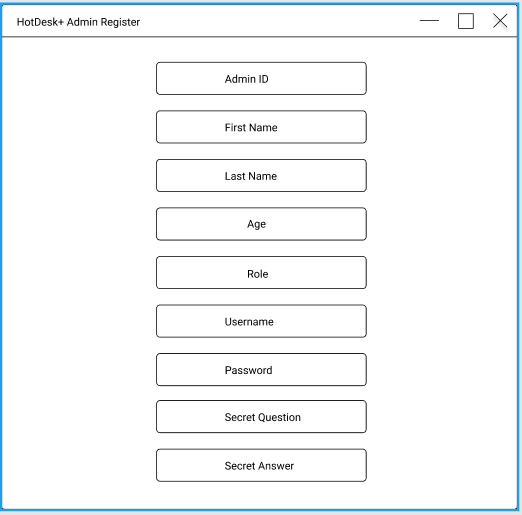 HotDesk+ Admin Register
Admin ID
First Name
Last Name
Age
Role
Username
Password
Secret Question
Secret Answer